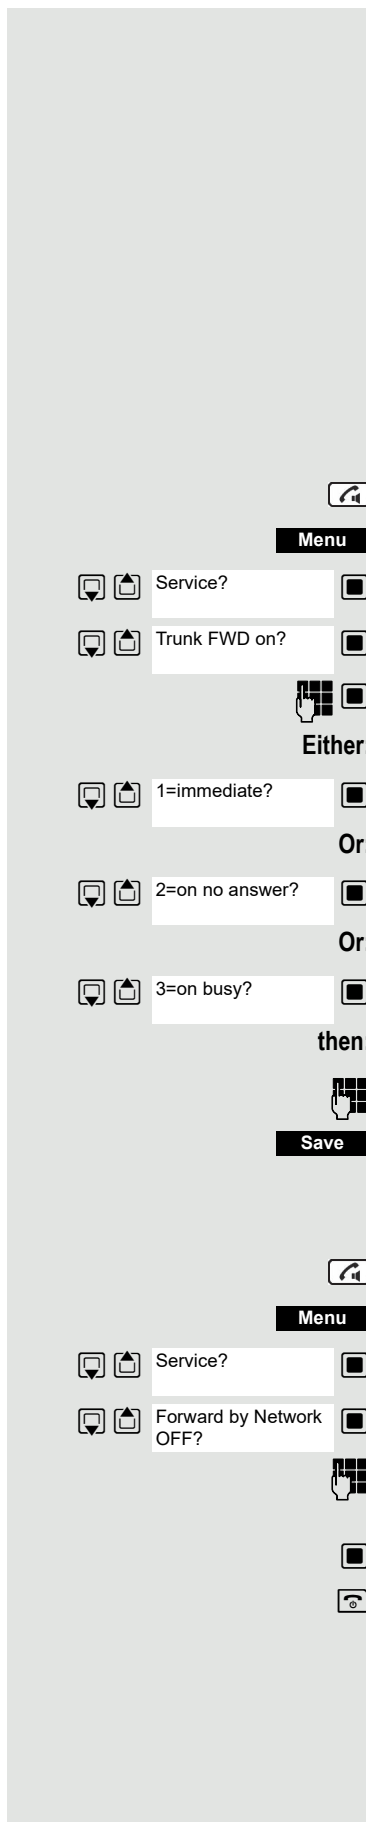 Menu
Service?
Trunk FWD on?
Either:
1=immediate?
Or:
2=on no answer?
Or:
3=on busy?
then:
Save
Menu
Service?
Forward by Network
OFF?